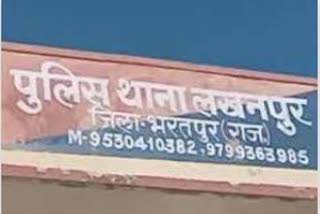 पुलिस थाना लखनपुर
जिला-भरतपुर (राज.)
M-9530410382, 9799363985